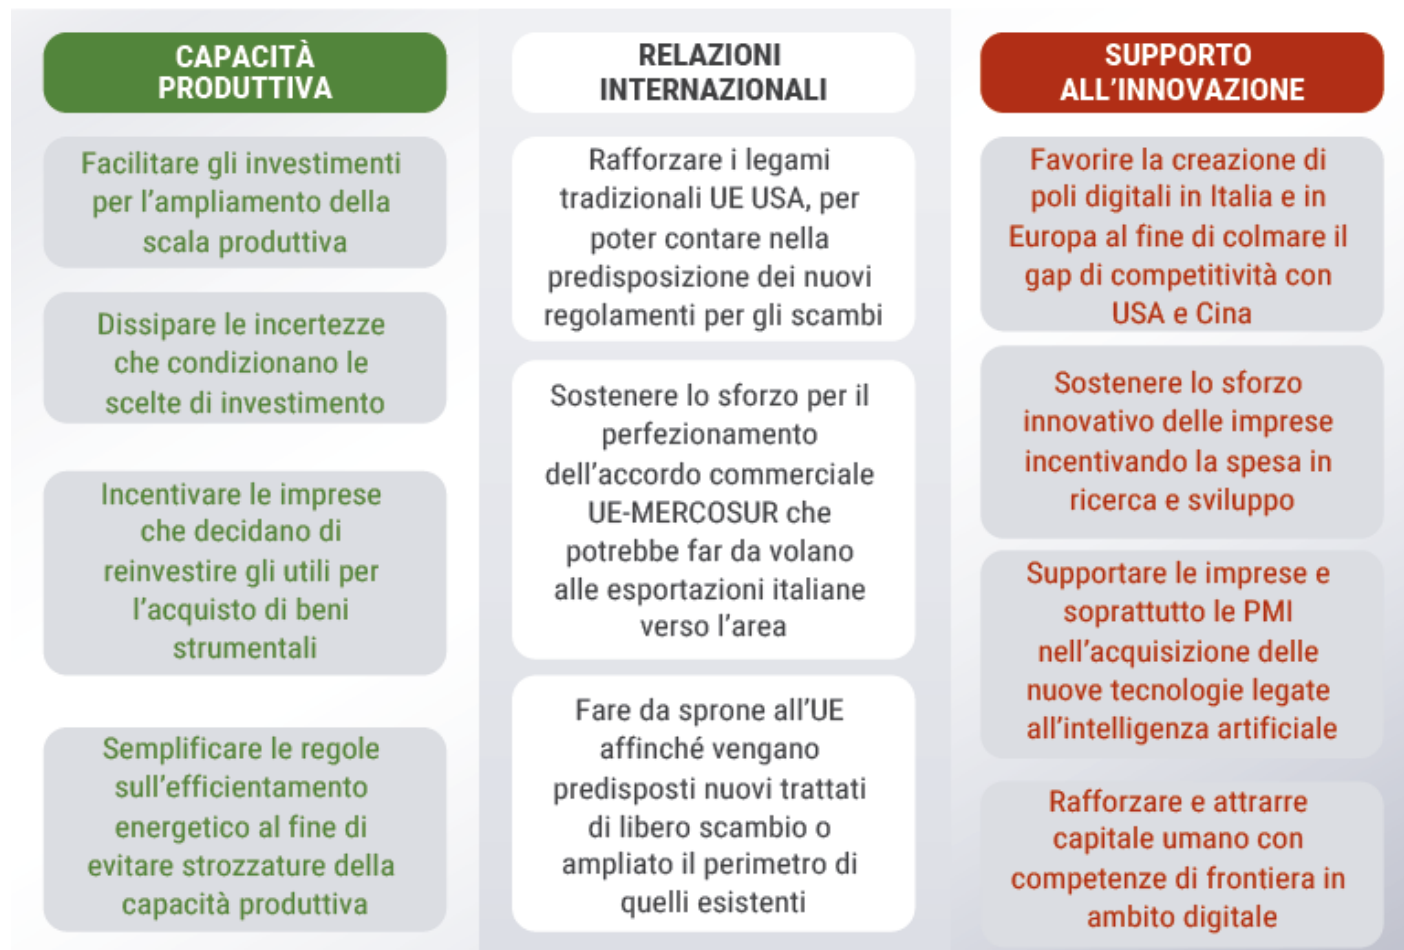 CAPACITÀ
PRODUTTIVA
Facilitare gli investimenti
per l'ampliamento della
scala produttiva
Dissipare le incertezze
che condizionano le
scelte di investimento
Incentivare le imprese
che decidano di
reinvestire gli utili per
l'acquisto di beni
strumentali
Semplificare le regole
sull'efficientamento
energetico al fine di
evitare strozzature della
capacità produttiva
RELAZIONI
INTERNAZIONALI
Rafforzare i legami
tradizionali UE USA, per
poter contare nella
predisposizione dei nuovi
regolamenti per gli scambi
Sostenere lo sforzo per il
perfezionamento
dell'accordo commerciale
UE-MERCOSUR che
potrebbe far da volano
alle esportazioni italiane
verso l'area
Fare da sprone all'UE
affinché vengano
predisposti nuovi trattati
di libero scambio o
ampliato il perimetro di
quelli esistenti
SUPPORTO
ALL'INNOVAZIONE
Favorire la creazione di
poli digitali in Italia e in
Europa al fine di colmare il
gap di competitività con
USA e Cina
Sostenere lo sforzo
innovativo delle imprese
incentivando la spesa in
ricerca e sviluppo
Supportare le imprese e
soprattutto le PMI
nell'acquisizione delle
nuove tecnologie legate
all'intelligenza artificiale
Rafforzare e attrarre
capitale umano con
competenze di frontiera in
ambito digitale